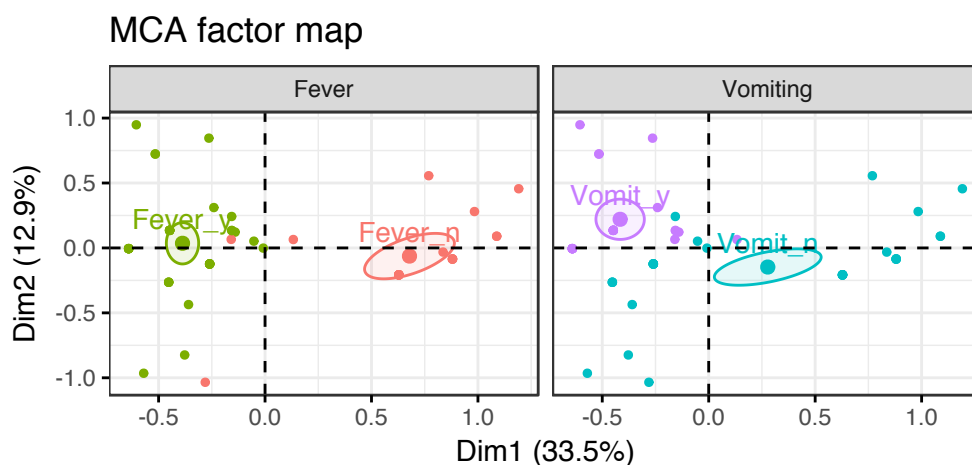 MCA factor map
Fever
Vomiting
1.0
0.5
0.0
-0.5
-1.0
Dim2 (12.9%)
Fever_y
Fever_n
Vomit_y
Vomit_n
-0.5
0.0
0.5
1.0
-0.5
0.0
0.5
1.0
Dim1 (33.5%)